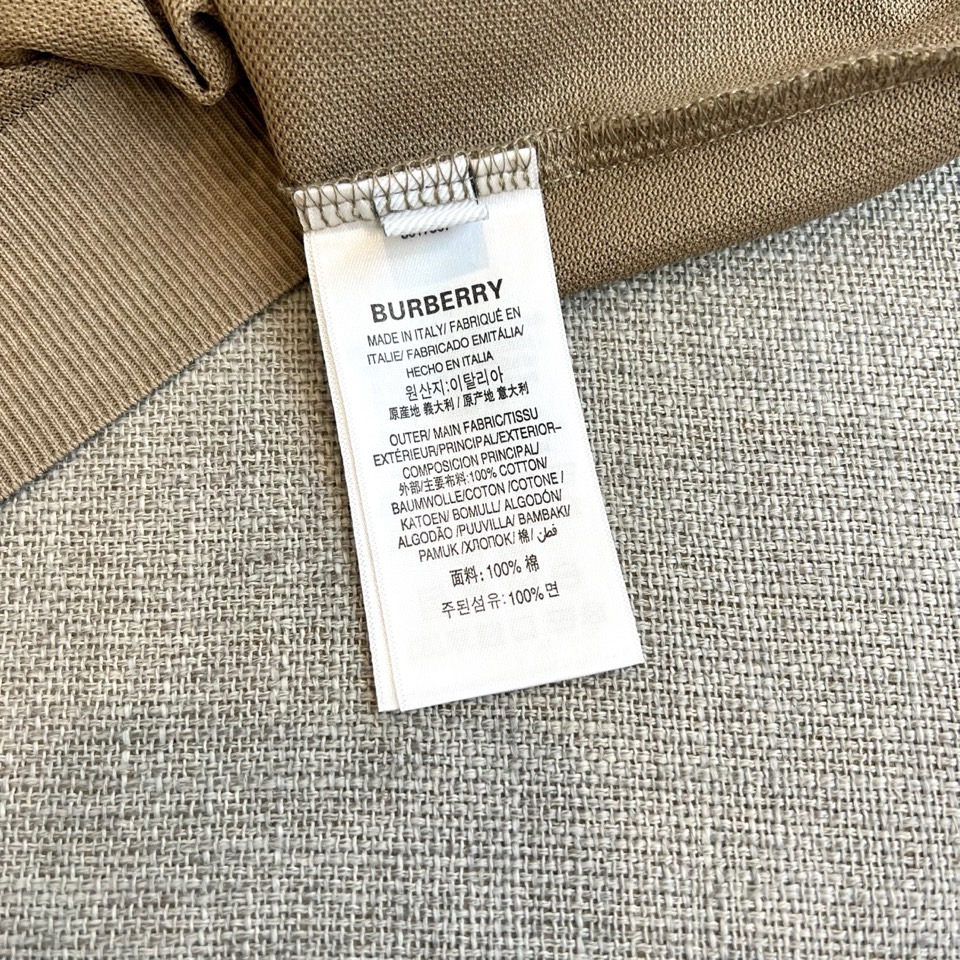 BURBERRY
MADE IN ITALY/ FABRIQUÉ EN
ITALIE/ FABRICADO EMITÁLIA/
HECHO EN ITALIA
원산지:이탈리아
原産地 義大利 / 原产地 意大利
OUTER/ MAIN FABRIC/TISSU
EXTÉRIEUR/PRINCIPAL/EXTERIOR-
COMPOSICION PRINCIPAL/
外部/主要布料:100% COTTON/
BAUMWOLLE/COTON /COTONE /
KATOEN/ BOMULL/ ALGODÓN/
ALGODÃO /PUUVILLA/ BAMBAKI/
PAMUK /ХЛОПОК/ 棉/ قطن
面料: 100% 棉
주된섬유:100% 면